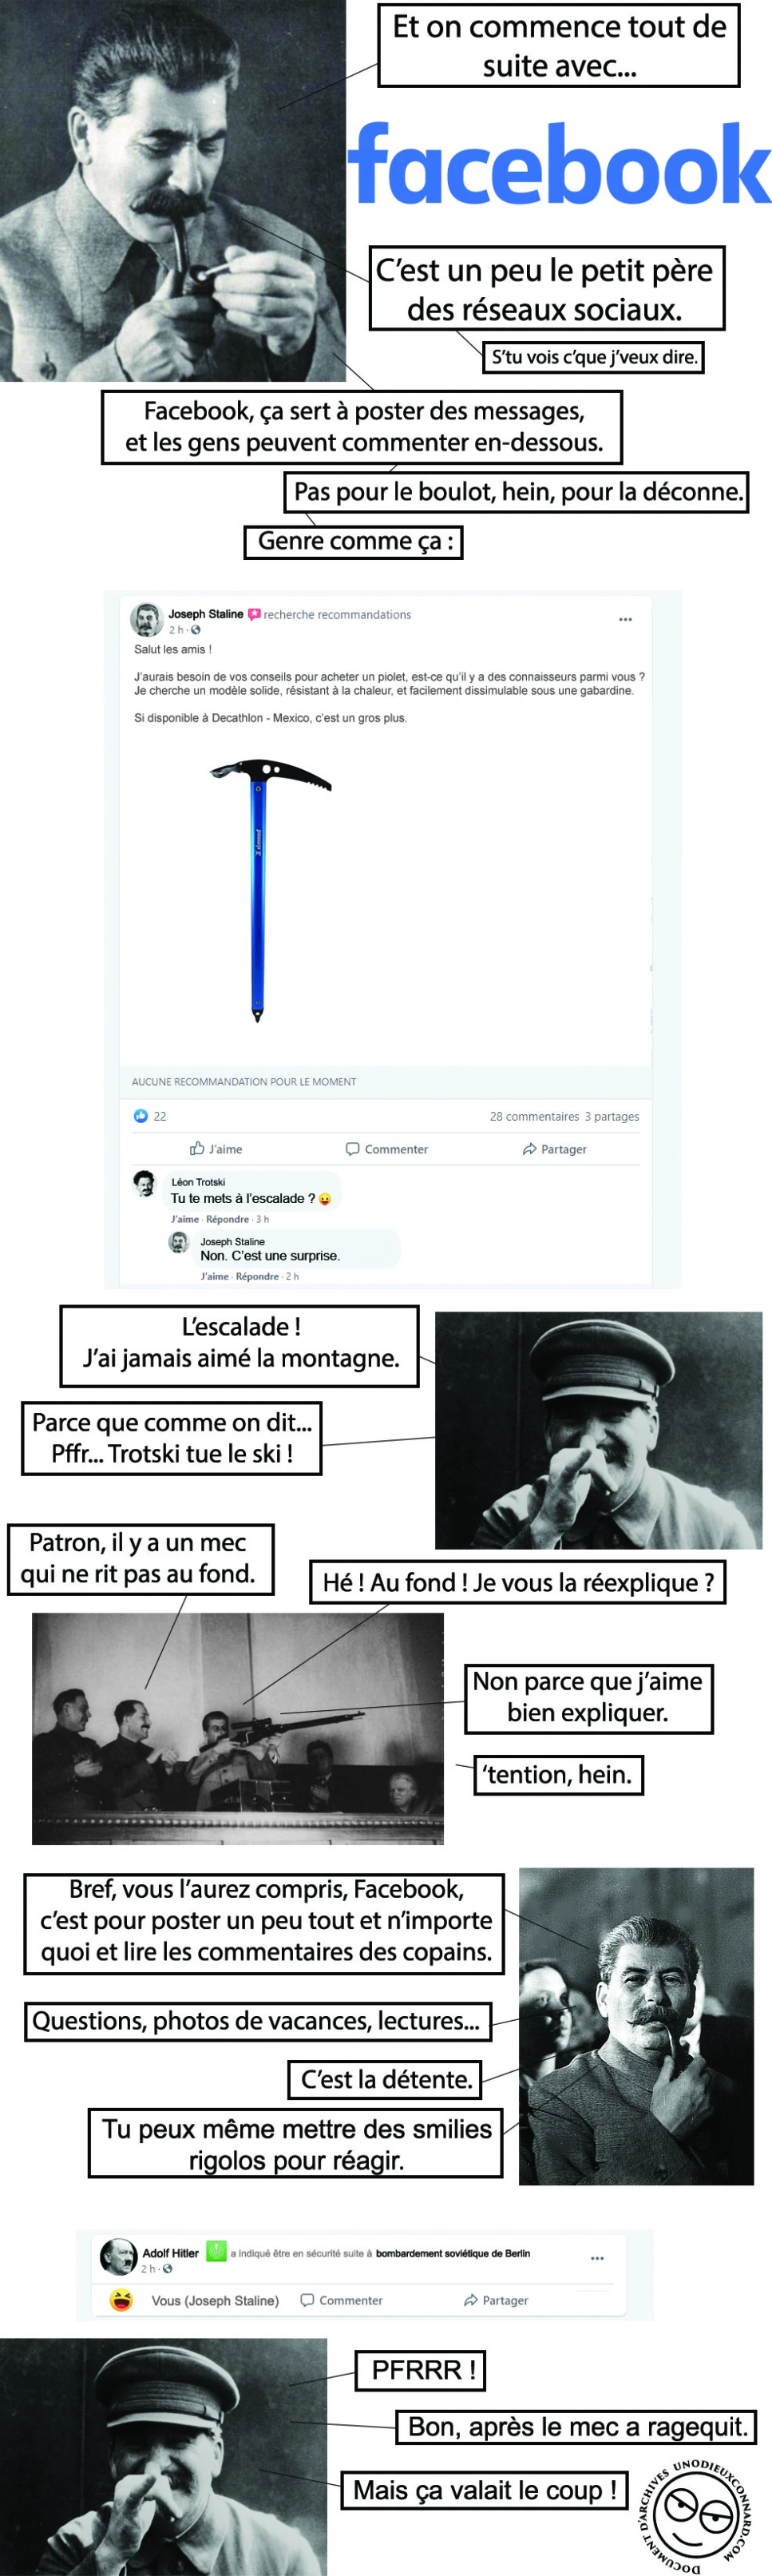 Et on commence tout de
suite avec...
facebook
C'est un peu le petit père
des réseaux sociaux.
S'tu vois c'que j'veux dire.
Facebook, ça sert à poster des messages,
et les gens peuvent commenter en-dessous.
Pas pour le boulot, hein, pour la déconne.
Genre comme ça :
Joseph Staline recherche recommandations
2 h ·
Salut les amis !
J'aurais besoin de vos conseils pour acheter un piolet, est-ce qu'il y a des connaisseurs parmi vous ?
Je cherche un modèle solide, résistant à la chaleur, et facilement dissimulable sous une gabardine.
Si disponible à Decathlon - Mexico, c'est un gros plus.
AUCUNE RECOMMANDATION POUR LE MOMENT
22 28 commentaires 3 partages
J'aime Commenter Partager
Léon Trotski
Tu te mets à l'escalade ? 😛
J'aime · Répondre · 3 h
Joseph Staline
Non. C'est une surprise.
J'aime · Répondre · 2 h
L'escalade !
J'ai jamais aimé la montagne.
Parce que comme on dit...
Pffr... Trotski tue le ski !
Patron, il y a un mec
qui ne rit pas au fond.
Hé ! Au fond ! Je vous la réexplique ?
Non parce que j'aime
bien expliquer.
'tention, hein.
Bref, vous l'aurez compris, Facebook,
c'est pour poster un peu tout et n'importe
quoi et lire les commentaires des copains.
Questions, photos de vacances, lectures...
C'est la détente.
Tu peux même mettre des smilies
rigolos pour réagir.
Adolf Hitler a indiqué être en sécurité suite à bombardement soviétique de Berlin
2 h ·
Vous (Joseph Staline) Commenter Partager
PFRRR !
Bon, après le mec a ragequit.
Mais ça valait le coup !
DOCUMENT D'ARCHIVES UNODIEUXCONNARD.COM